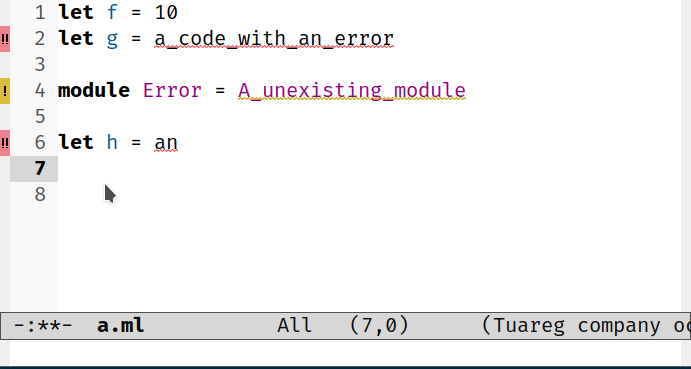 1 let f = 10
!! 2 let g = a_code_with_an_error
3
! 4 module Error = A_unexisting_module
5
!! 6 let h = an
7
8
-:**- a.ml All (7,0) (Tuareg company